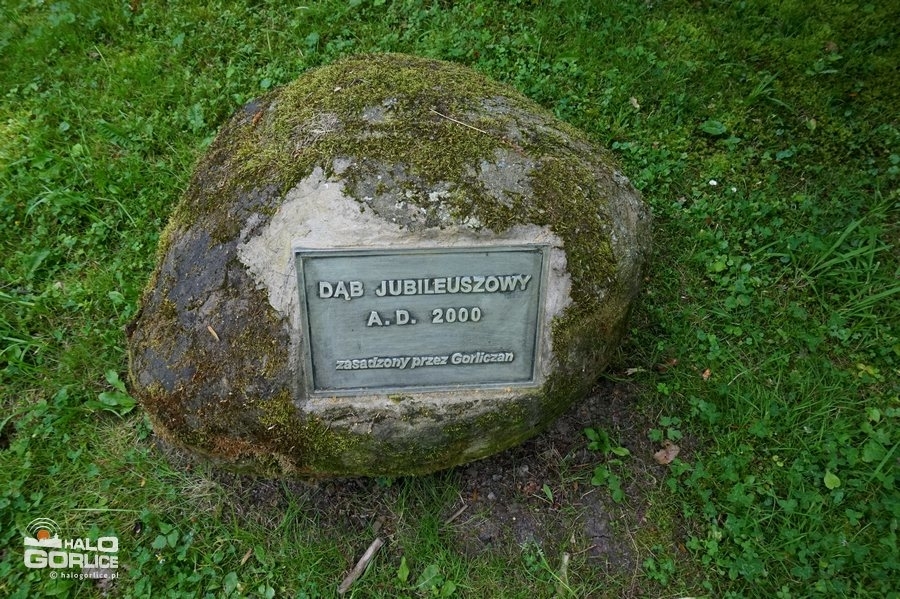 DĄB JUBILEUSZOWY
A.D. 2000
zasadzony przez Gorliczan
HALO
GORLICE
© halogorlice.pl